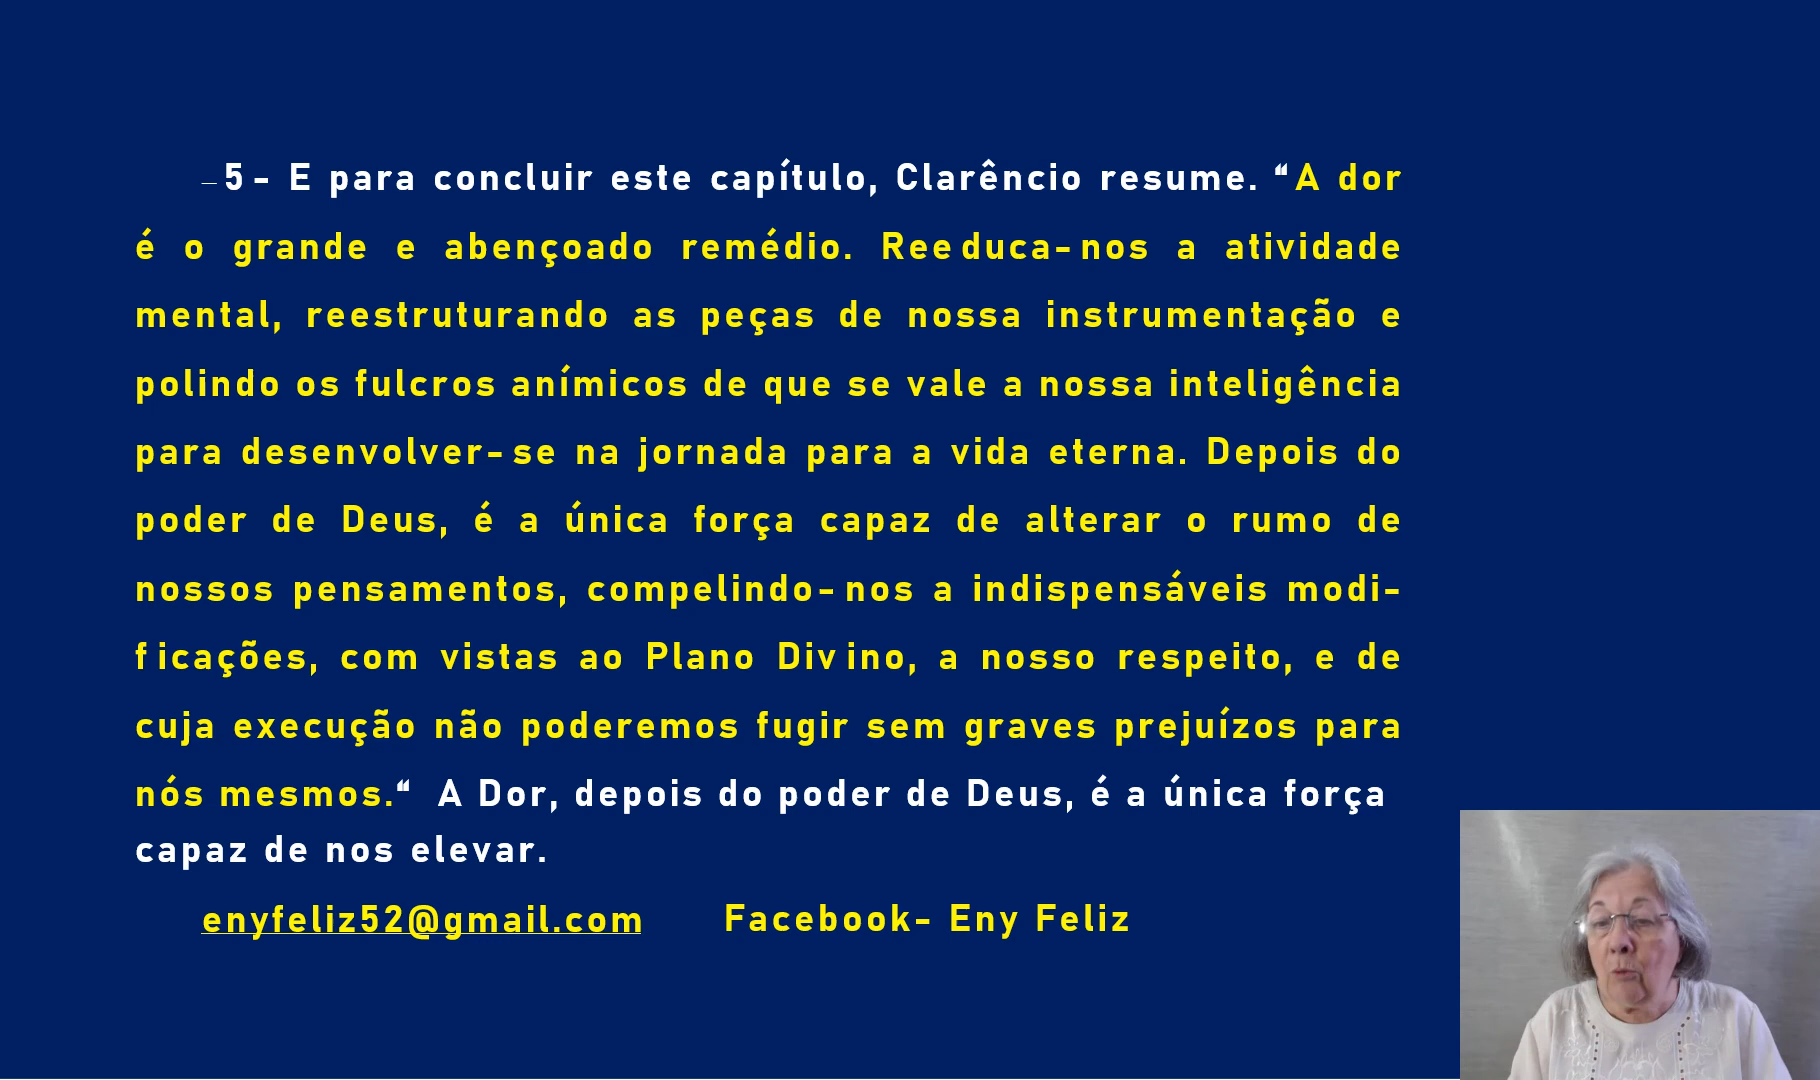 –5- E para concluir este capítulo, Clarêncio resume. “A dor
é o grande e abençoado remédio. Reeduca-nos a atividade
mental, reestruturando as peças de nossa instrumentação e
polindo os fulcros anímicos de que se vale a nossa inteligência
para desenvolver-se na jornada para a vida eterna. Depois do
poder de Deus, é a única força capaz de alterar o rumo de
nossos pensamentos, compelindo-nos a indispensáveis modi-
ficações, com vistas ao Plano Divino, a nosso respeito, e de
cuja execução não poderemos fugir sem graves prejuízos para
nós mesmos.“ A Dor, depois do poder de Deus, é a única força
capaz de nos elevar.
enyfeliz52@gmail.com Facebook- Eny Feliz